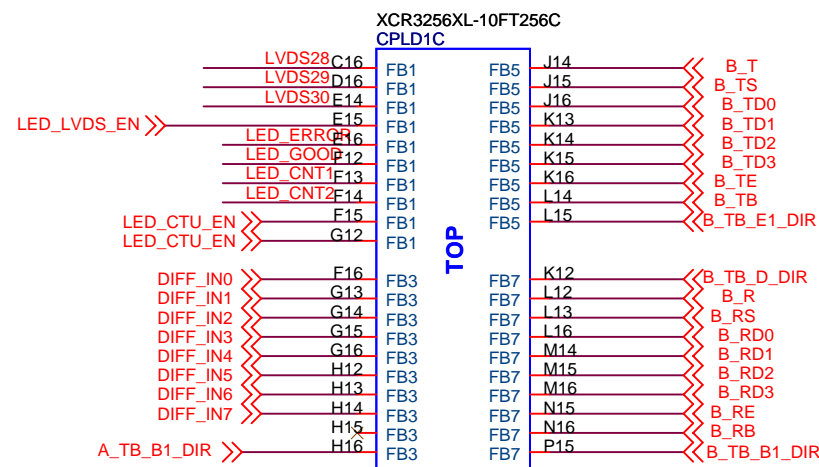 XCR3256XL-10FT256C
CPLD1C
LVDS28 C16 FB1 FB5 J14 B_T
LVDS29 D16 FB1 FB5 J15 B_TS
LVDS30 E14 FB1 FB5 J16 B_TD0
LED_LVDS_EN E15 FB1 FB5 K13 B_TD1
LED_ERROR E16 FB1 FB5 K14 B_TD2
LED_GOOD F12 FB1 FB5 K15 B_TD3
LED_CNT1 F13 FB1 FB5 K16 B_TE
LED_CNT2 F14 FB1 FB5 L14 B_TB
LED_CTU_EN F15 FB1 FB5 L15 B_TB_E1_DIR
LED_CTU_EN G12 FB1
TOP
DIFF_IN0 F16 FB3 FB7 K12 B_TB_D_DIR
DIFF_IN1 G13 FB3 FB7 L12 B_R
DIFF_IN2 G14 FB3 FB7 L13 B_RS
DIFF_IN3 G15 FB3 FB7 L16 B_RD0
DIFF_IN4 G16 FB3 FB7 M14 B_RD1
DIFF_IN5 H12 FB3 FB7 M15 B_RD2
DIFF_IN6 H13 FB3 FB7 M16 B_RD3
DIFF_IN7 H14 FB3 FB7 N15 B_RE
H15 FB3 FB7 N16 B_RB
A_TB_B1_DIR H16 FB3 FB7 P15 B_TB_B1_DIR